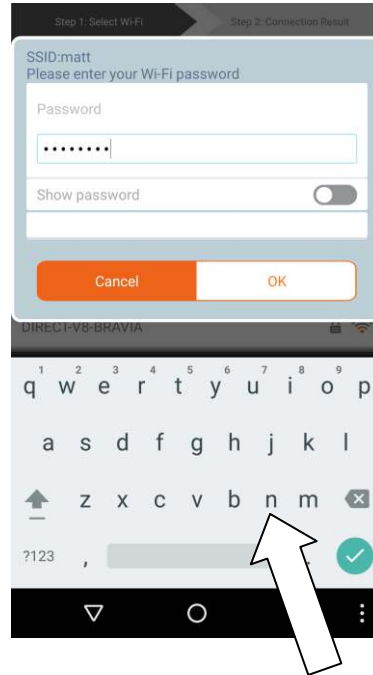 Step 1: Select Wi-Fi Step 2: Connection Result
SSID:matt
Please enter your Wi-Fi password
Password
••••••••
Show password
Cancel OK
DIRECT-V8-BRAVIA
1 2 3 4 5 6 7 8 9
q w e r t y u i o p
a s d f g h j k l
z x c v b n m
?123 , .